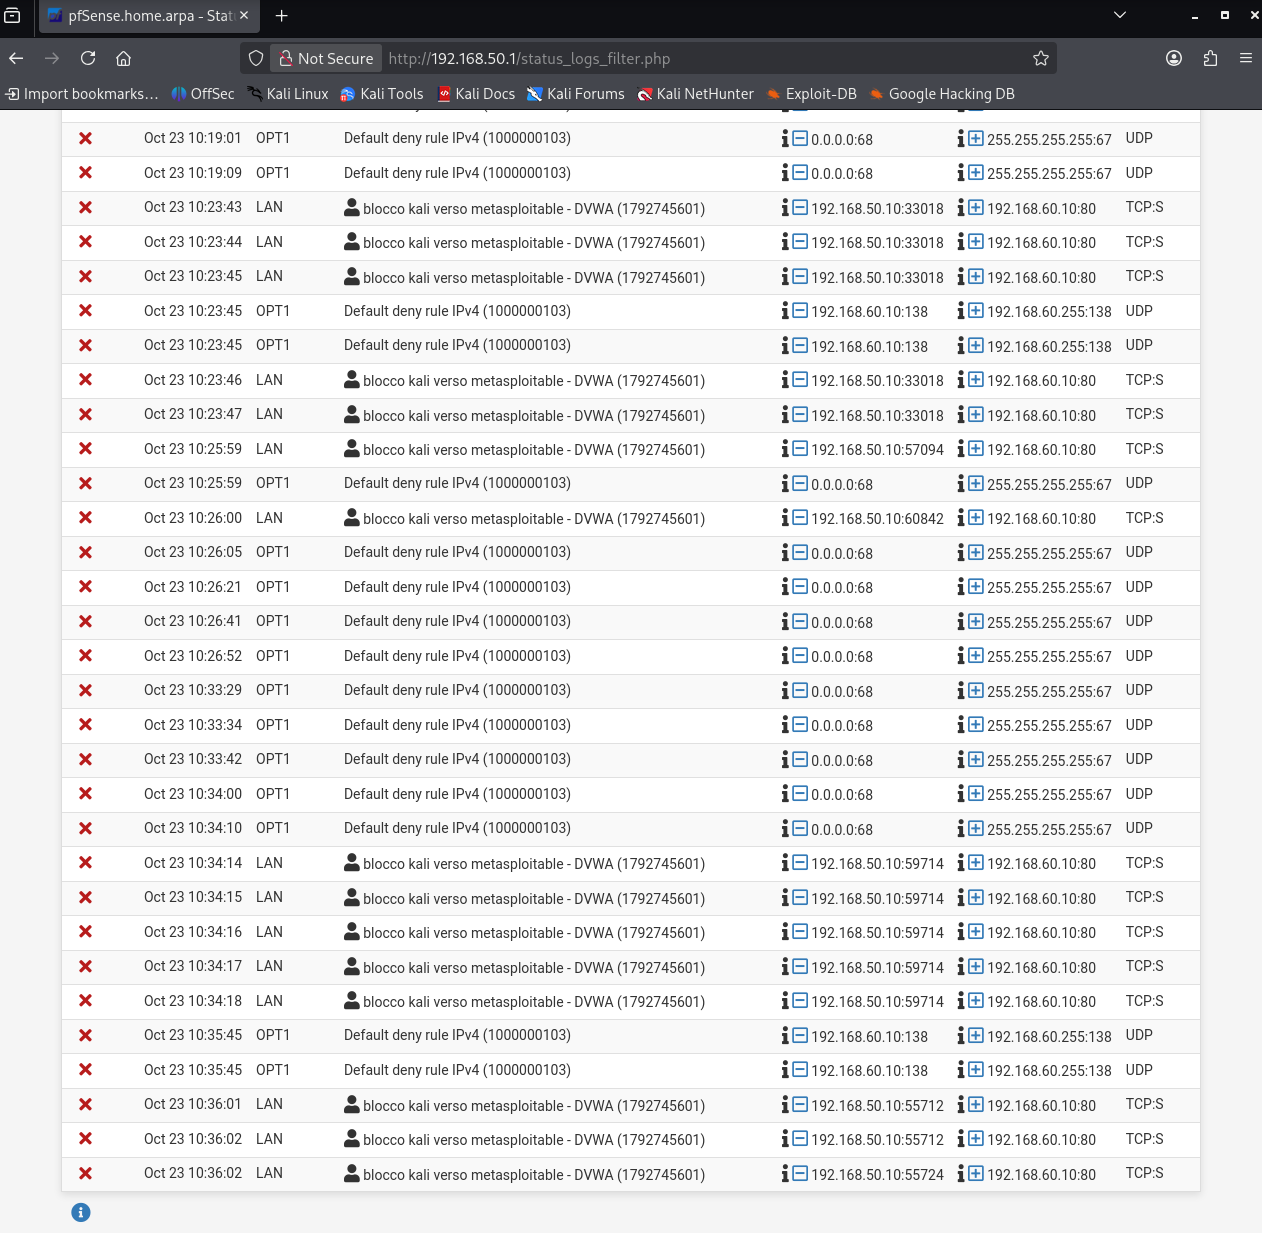 pfSense.home.arpa - Stat
Not Secure http://192.168.50.1/status_logs_filter.php
Import bookmarks... OffSec Kali Linux Kali Tools Kali Docs Kali Forums Kali NetHunter Exploit-DB Google Hacking DB
Oct 23 10:19:01 OPT1 Default deny rule IPv4 (1000000103) 0.0.0.0:68 255.255.255.255:67 UDP
Oct 23 10:19:09 OPT1 Default deny rule IPv4 (1000000103) 0.0.0.0:68 255.255.255.255:67 UDP
Oct 23 10:23:43 LAN blocco kali verso metasploitable - DVWA (1792745601) 192.168.50.10:33018 192.168.60.10:80 TCP:S
Oct 23 10:23:44 LAN blocco kali verso metasploitable - DVWA (1792745601) 192.168.50.10:33018 192.168.60.10:80 TCP:S
Oct 23 10:23:45 LAN blocco kali verso metasploitable - DVWA (1792745601) 192.168.50.10:33018 192.168.60.10:80 TCP:S
Oct 23 10:23:45 OPT1 Default deny rule IPv4 (1000000103) 192.168.60.10:138 192.168.60.255:138 UDP
Oct 23 10:23:45 OPT1 Default deny rule IPv4 (1000000103) 192.168.60.10:138 192.168.60.255:138 UDP
Oct 23 10:23:46 LAN blocco kali verso metasploitable - DVWA (1792745601) 192.168.50.10:33018 192.168.60.10:80 TCP:S
Oct 23 10:23:47 LAN blocco kali verso metasploitable - DVWA (1792745601) 192.168.50.10:33018 192.168.60.10:80 TCP:S
Oct 23 10:25:59 LAN blocco kali verso metasploitable - DVWA (1792745601) 192.168.50.10:57094 192.168.60.10:80 TCP:S
Oct 23 10:25:59 OPT1 Default deny rule IPv4 (1000000103) 0.0.0.0:68 255.255.255.255:67 UDP
Oct 23 10:26:00 LAN blocco kali verso metasploitable - DVWA (1792745601) 192.168.50.10:60842 192.168.60.10:80 TCP:S
Oct 23 10:26:05 OPT1 Default deny rule IPv4 (1000000103) 0.0.0.0:68 255.255.255.255:67 UDP
Oct 23 10:26:21 OPT1 Default deny rule IPv4 (1000000103) 0.0.0.0:68 255.255.255.255:67 UDP
Oct 23 10:26:41 OPT1 Default deny rule IPv4 (1000000103) 0.0.0.0:68 255.255.255.255:67 UDP
Oct 23 10:26:52 OPT1 Default deny rule IPv4 (1000000103) 0.0.0.0:68 255.255.255.255:67 UDP
Oct 23 10:33:29 OPT1 Default deny rule IPv4 (1000000103) 0.0.0.0:68 255.255.255.255:67 UDP
Oct 23 10:33:34 OPT1 Default deny rule IPv4 (1000000103) 0.0.0.0:68 255.255.255.255:67 UDP
Oct 23 10:33:42 OPT1 Default deny rule IPv4 (1000000103) 0.0.0.0:68 255.255.255.255:67 UDP
Oct 23 10:34:00 OPT1 Default deny rule IPv4 (1000000103) 0.0.0.0:68 255.255.255.255:67 UDP
Oct 23 10:34:10 OPT1 Default deny rule IPv4 (1000000103) 0.0.0.0:68 255.255.255.255:67 UDP
Oct 23 10:34:14 LAN blocco kali verso metasploitable - DVWA (1792745601) 192.168.50.10:59714 192.168.60.10:80 TCP:S
Oct 23 10:34:15 LAN blocco kali verso metasploitable - DVWA (1792745601) 192.168.50.10:59714 192.168.60.10:80 TCP:S
Oct 23 10:34:16 LAN blocco kali verso metasploitable - DVWA (1792745601) 192.168.50.10:59714 192.168.60.10:80 TCP:S
Oct 23 10:34:17 LAN blocco kali verso metasploitable - DVWA (1792745601) 192.168.50.10:59714 192.168.60.10:80 TCP:S
Oct 23 10:34:18 LAN blocco kali verso metasploitable - DVWA (1792745601) 192.168.50.10:59714 192.168.60.10:80 TCP:S
Oct 23 10:35:45 OPT1 Default deny rule IPv4 (1000000103) 192.168.60.10:138 192.168.60.255:138 UDP
Oct 23 10:35:45 OPT1 Default deny rule IPv4 (1000000103) 192.168.60.10:138 192.168.60.255:138 UDP
Oct 23 10:36:01 LAN blocco kali verso metasploitable - DVWA (1792745601) 192.168.50.10:55712 192.168.60.10:80 TCP:S
Oct 23 10:36:02 LAN blocco kali verso metasploitable - DVWA (1792745601) 192.168.50.10:55712 192.168.60.10:80 TCP:S
Oct 23 10:36:02 LAN blocco kali verso metasploitable - DVWA (1792745601) 192.168.50.10:55724 192.168.60.10:80 TCP:S